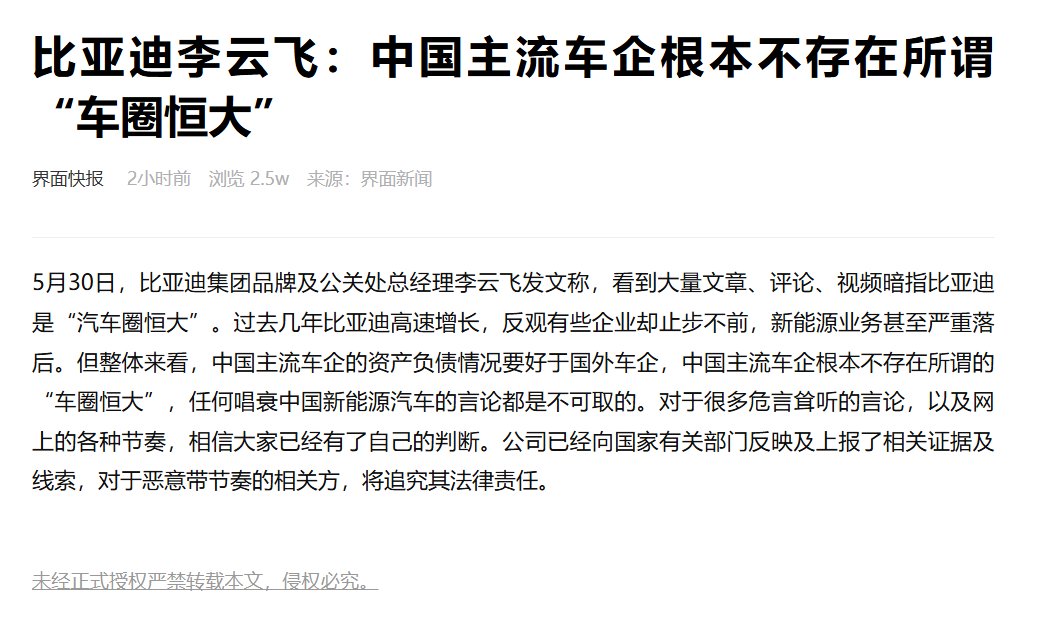 比亚迪李云飞：中国主流车企根本不存在所谓
“车圈恒大”
界面快报 2小时前 浏览 2.5w 来源：界面新闻
5月30日，比亚迪集团品牌及公关处总经理李云飞发文称，看到大量文章、评论、视频暗指比亚迪
是“汽车圈恒大”。过去几年比亚迪高速增长，反观有些企业却止步不前，新能源业务甚至严重落
后。但整体来看，中国主流车企的资产负债情况要好于国外车企，中国主流车企根本不存在所谓的
“车圈恒大”，任何唱衰中国新能源汽车的言论都是不可取的。对于很多危言耸听的言论，以及网
上的各种节奏，相信大家已经有了自己的判断。公司已经向国家有关部门反映及上报了相关证据及
线索，对于恶意带节奏的相关方，将追究其法律责任。
未经正式授权严禁转载本文，侵权必究。